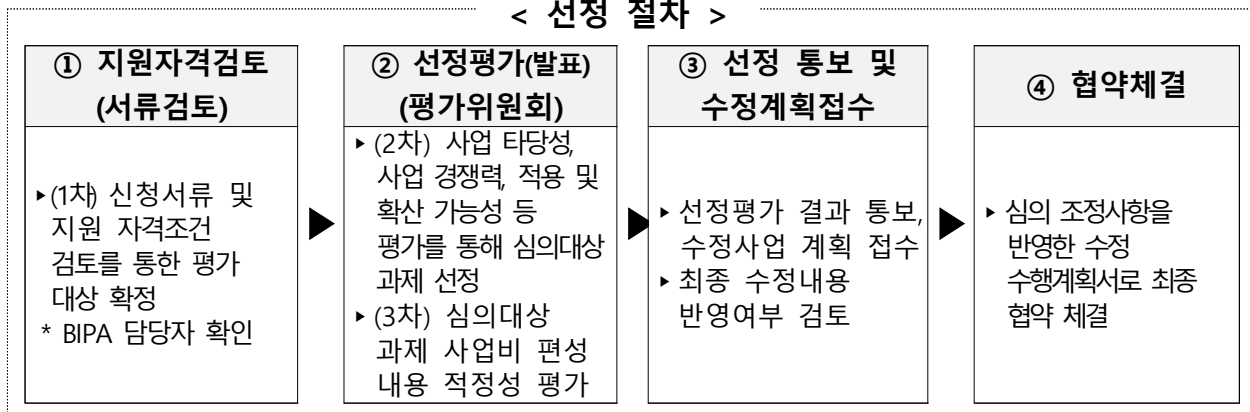 < 선정 절차 >
① 지원자격검토
(서류검토)
▸(1차) 신청서류 및
지원 자격조건
검토를 통한 평가
대상 확정
* BIPA 담당자 확인
② 선정평가(발표)
(평가위원회)
▸(2차) 사업 타당성,
사업 경쟁력, 적용 및
확산 가능성 등
평가를 통해 심의대상
과제 선정
▸(3차) 심의대상
과제 사업비 편성
내용 적정성 평가
③ 선정 통보 및
수정계획접수
▸선정평가 결과 통보,
수정사업 계획 접수
▸최종 수정내용
반영여부 검토
④ 협약체결
▸심의 조정사항을
반영한 수정
수행계획서로 최종
협약 체결